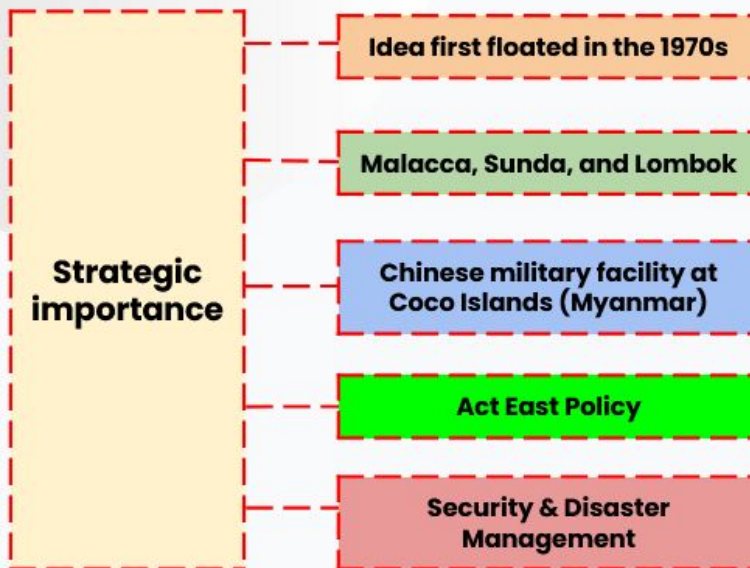 Strategic
importance
Idea first floated in the 1970s
Malacca, Sunda, and Lombok
Chinese military facility at
Coco Islands (Myanmar)
Act East Policy
Security & Disaster
Management